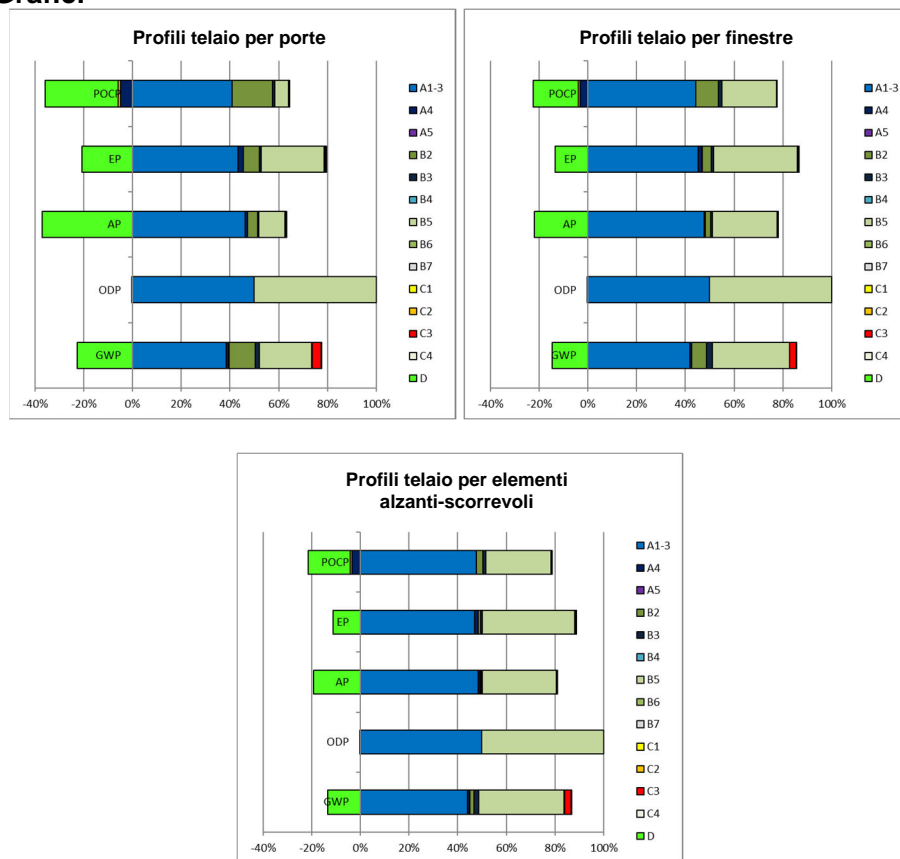 Profili telaio per porte
POCP
EP
AP
ODP
GWP
-40% -20% 0% 20% 40% 60% 80% 100%
A1-3
A4
A5
B2
B3
B4
B5
B6
B7
C1
C2
C3
C4
D
Profili telaio per finestre
POCP
EP
AP
ODP
GWP
-40% -20% 0% 20% 40% 60% 80% 100%
A1-3
A4
A5
B2
B3
B4
B5
B6
B7
C1
C2
C3
C4
D
Profili telaio per elementi
alzanti-scorrevoli
POCP
EP
AP
ODP
GWP
-40% -20% 0% 20% 40% 60% 80% 100%
A1-3
A4
A5
B2
B3
B4
B5
B6
B7
C1
C2
C3
C4
D